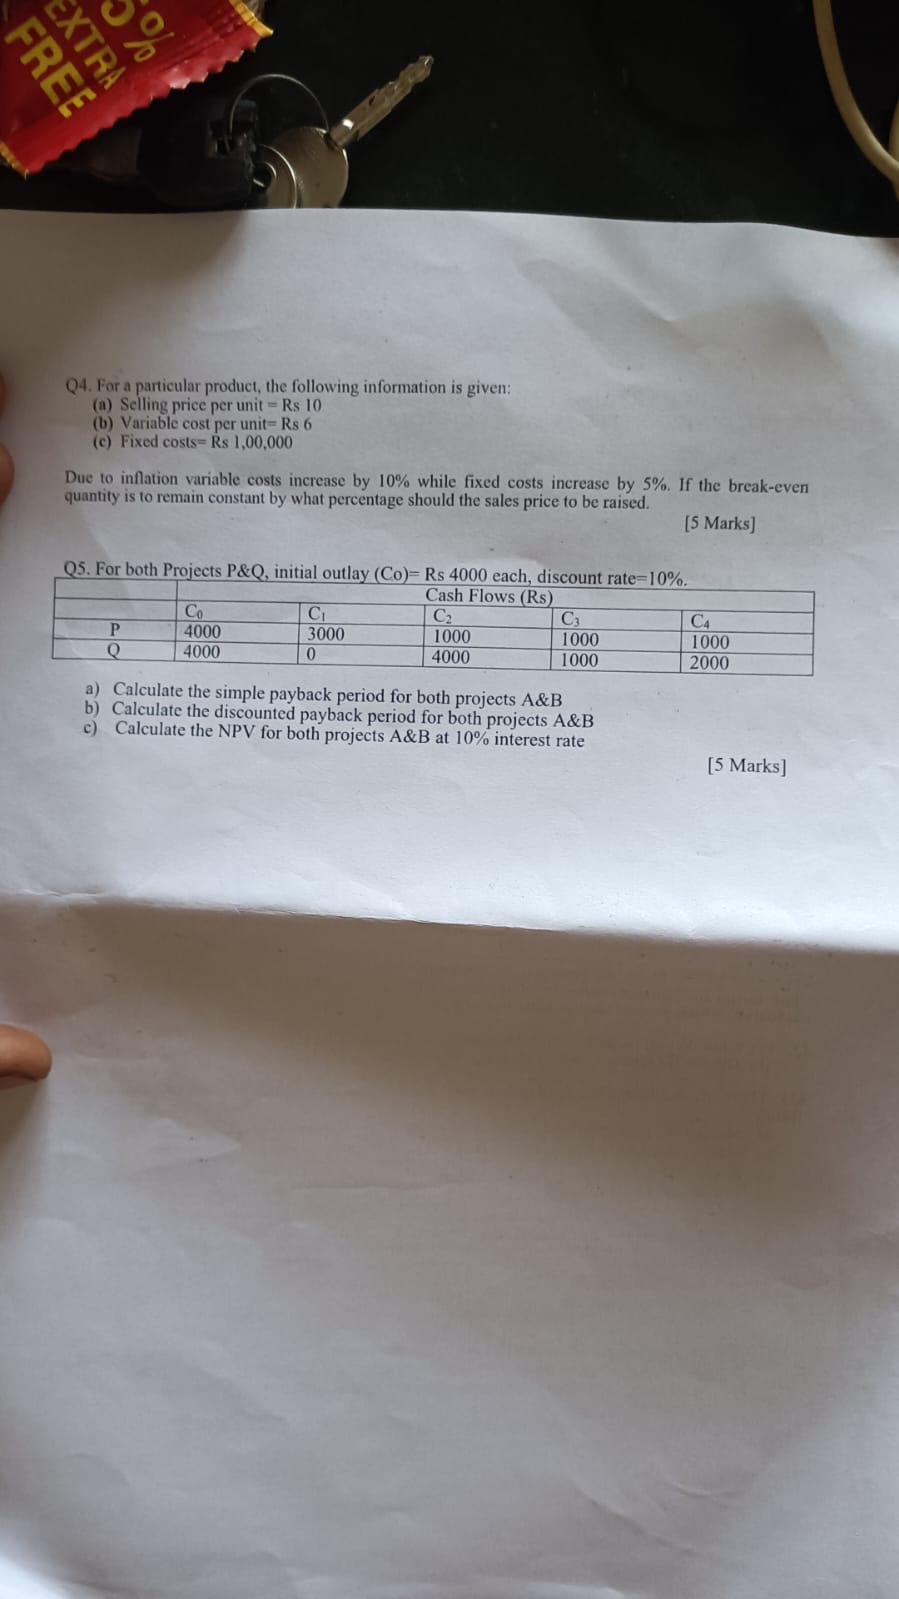 5%
EXTRA
FREE
Q4. For a particular product, the following information is given:
(a) Selling price per unit = Rs 10
(b) Variable cost per unit= Rs 6
(c) Fixed costs= Rs 1,00,000
Due to inflation variable costs increase by 10% while fixed costs increase by 5%. If the break-even
quantity is to remain constant by what percentage should the sales price to be raised.
[5 Marks]
Q5. For both Projects P&Q, initial outlay (Co)= Rs 4000 each, discount rate=10%.
Cash Flows (Rs)
C0 C1 C2 C3 C4
P 4000 3000 1000 1000 1000
Q 4000 0 4000 1000 2000
a) Calculate the simple payback period for both projects A&B
b) Calculate the discounted payback period for both projects A&B
c) Calculate the NPV for both projects A&B at 10% interest rate
[5 Marks]